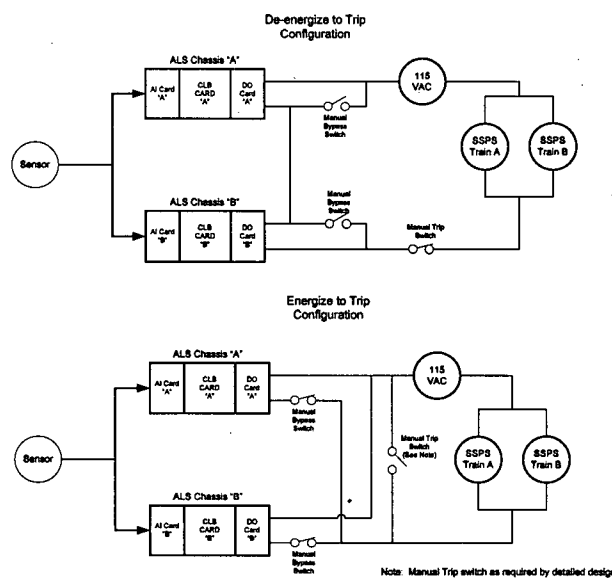 De-energize to Trip
Configuration
ALS Chassis "A"
AI Card
"A"
CLB
CARD
"A"
DO
Card
"A"
115
VAC
Manual
Bypass
Switch
SSPS
Train A
SSPS
Train B
Sensor
ALS Chassis "B"
AI Card
"B"
CLB
CARD
"B"
DO
Card
"B"
Manual
Bypass
Switch
Manual Trip
Switch
Energize to Trip
Configuration
ALS Chassis "A"
AI Card
"A"
CLB
CARD
"A"
DO
Card
"A"
115
VAC
Manual
Bypass
Switch
Manual Trip
Switch
(See Note)
SSPS
Train A
SSPS
Train B
Sensor
ALS Chassis "B"
AI Card
"B"
CLB
CARD
"B"
DO
Card
"B"
Manual
Bypass
Switch
Note: Manual Trip switch as required by detailed desig